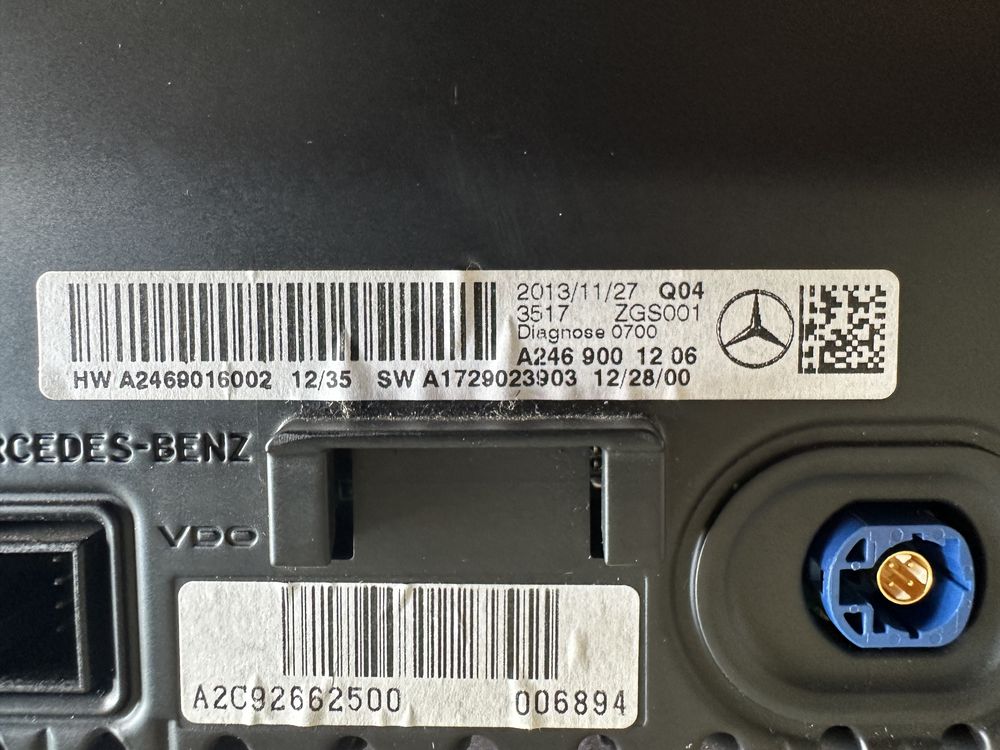 2013/11/27 Q04
3517 ZGS001
Diagnose 0700
A246 900 12 06
HW A2469016002 12/35 SW A1729023903 12/28/00
RCEDES-BENZ
VDO
A2C92662500 006894